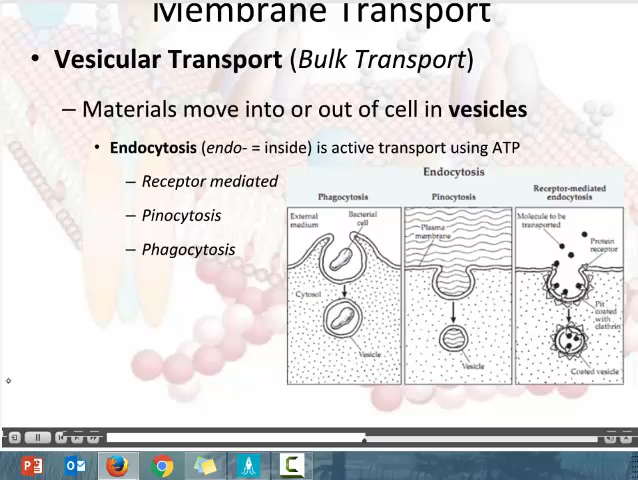 Membrane Transport
• Vesicular Transport (Bulk Transport)
– Materials move into or out of cell in vesicles
• Endocytosis (endo- = inside) is active transport using ATP
– Receptor mediated
– Pinocytosis
– Phagocytosis
Endocytosis
Phagocytosis
Pinocytosis
Receptor-mediated
endocytosis
External
medium
Bacterial
cell
Cytosol
Vesicle
Plasma
membrane
Vesicle
Molecule to be
transported
Protein
receptor
Pit
coated
with
clathrin
Coated vesicle